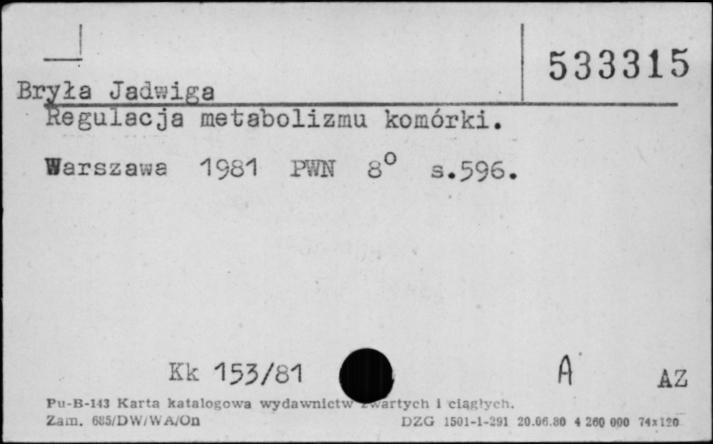 533315
Bryła Jadwiga
Regulacja metabolizmu komórki.
Warszawa 1981 PWN 8° s.596.
Kk 153/81 A AZ
Pu-B-143 Karta katalogowa wydawnictw zwartych i ciągłych.
Zam. 685/DW/WA/On DZG 1501-1-291 20.06.80 4 260 000 74x120